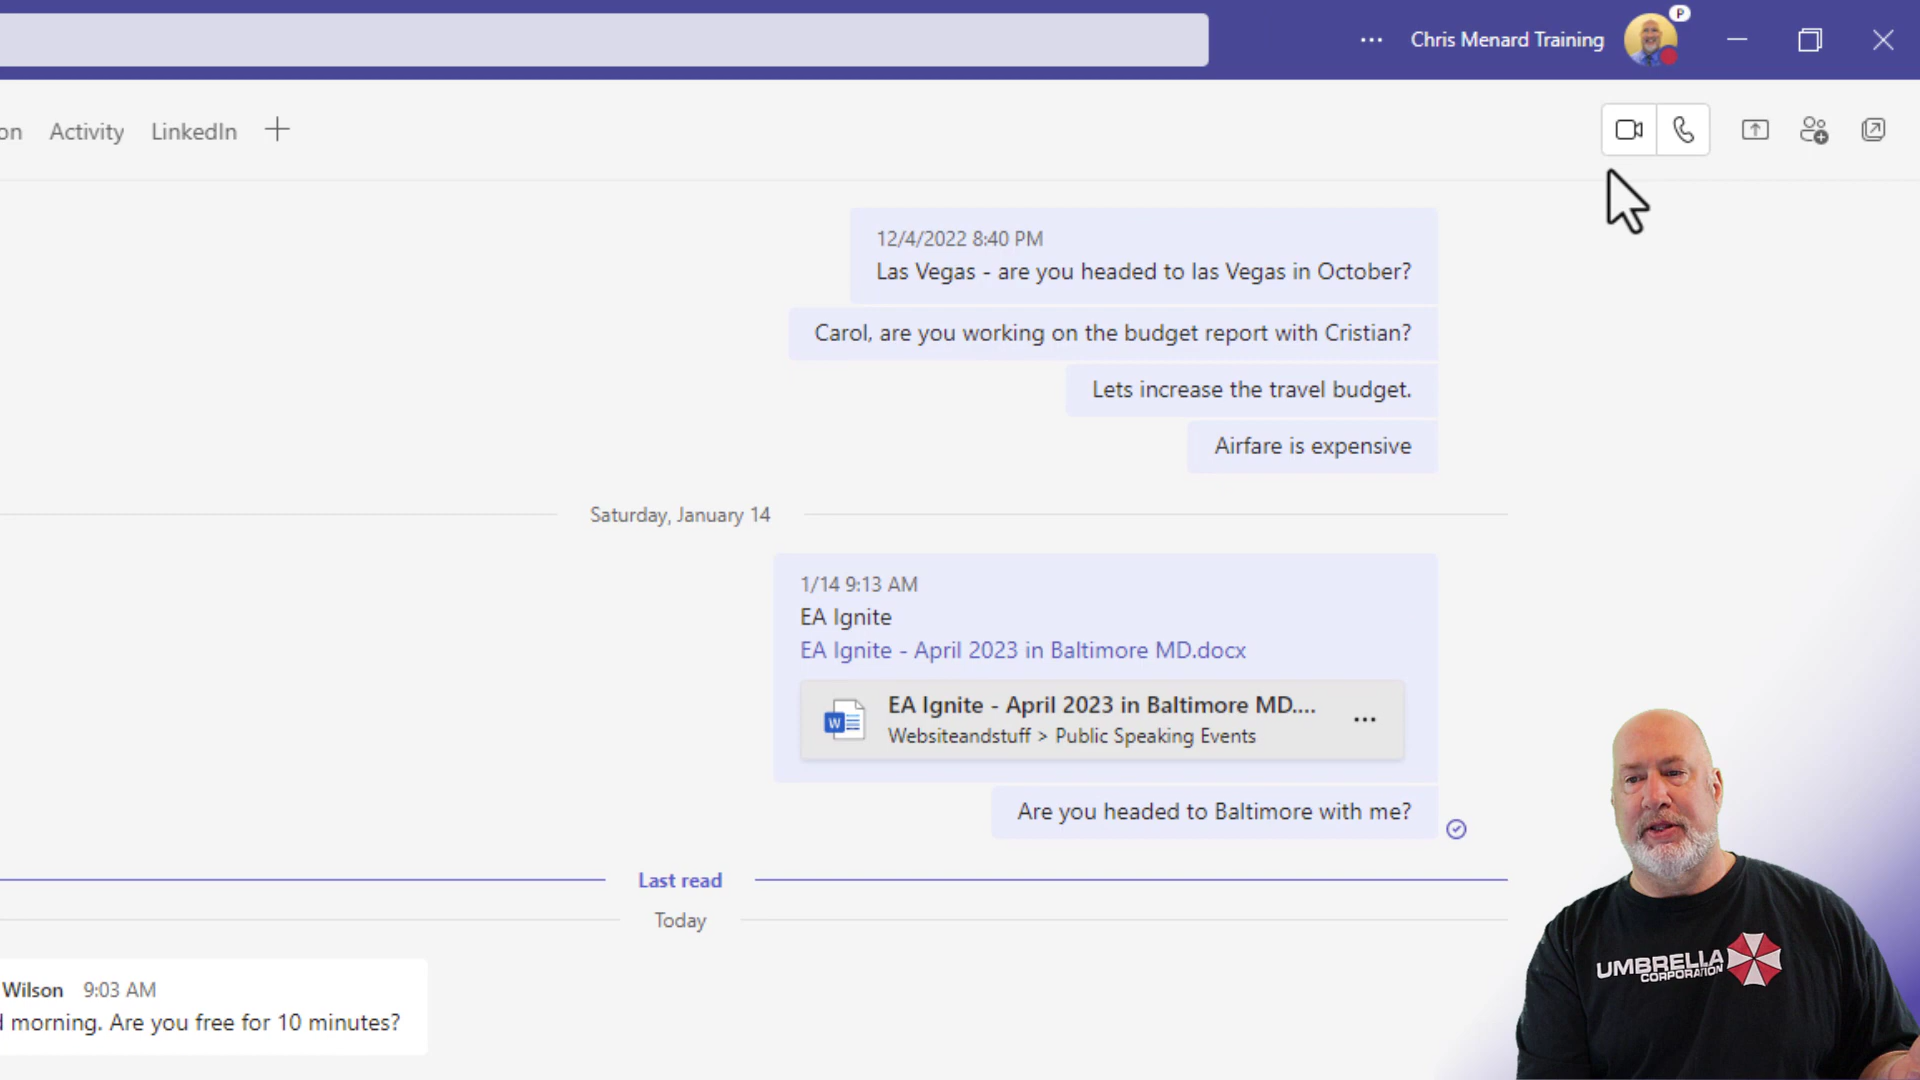 Chris Menard Training
P
on Activity LinkedIn
12/4/2022 8:40 PM
Las Vegas - are you headed to las Vegas in October?
Carol, are you working on the budget report with Cristian?
Lets increase the travel budget.
Airfare is expensive
Saturday, January 14
1/14 9:13 AM
EA Ignite
EA Ignite - April 2023 in Baltimore MD.docx
W
EA Ignite - April 2023 in Baltimore MD....
Websiteandstuff > Public Speaking Events
Are you headed to Baltimore with me?
Last read
Today
Wilson 9:03 AM
d morning. Are you free for 10 minutes?
UMBRELLA
CORPORATION